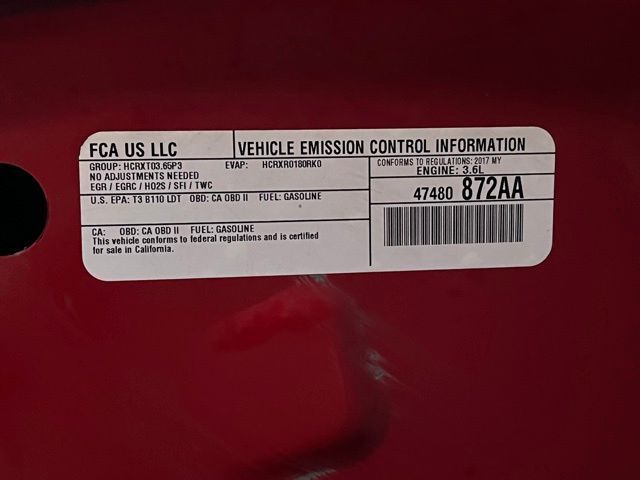 FCA US LLC
VEHICLE EMISSION CONTROL INFORMATION
GROUP: HCRXT03.65P3 EVAP: HCRXR0180RK0
NO ADJUSTMENTS NEEDED
EGR / EGRC / HO2S / SFI / TWC
CONFORMS TO REGULATIONS: 2017 MY
ENGINE: 3.6L
U.S. EPA: T3 B110 LDT OBD: CA OBD II FUEL: GASOLINE
47480 872AA
CA: OBD: CA OBD II FUEL: GASOLINE
This vehicle conforms to federal regulations and is certified
for sale in California.